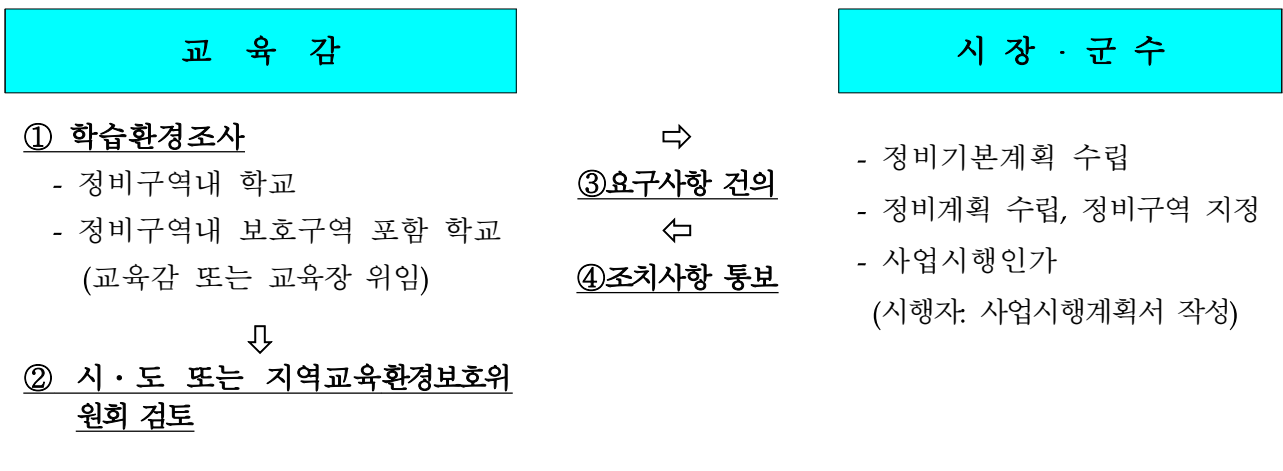 교 육 감
① 학습환경조사
- 정비구역내 학교
- 정비구역내 보호구역 포함 학교
(교육감 또는 교육장 위임)
⇩
② 시・도 또는 지역교육환경보호위
원회 검토
⇨
③요구사항 건의
⇦
④조치사항 통보
시 장 · 군 수
- 정비기본계획 수립
- 정비계획 수립, 정비구역 지정
- 사업시행인가
(시행자: 사업시행계획서 작성)